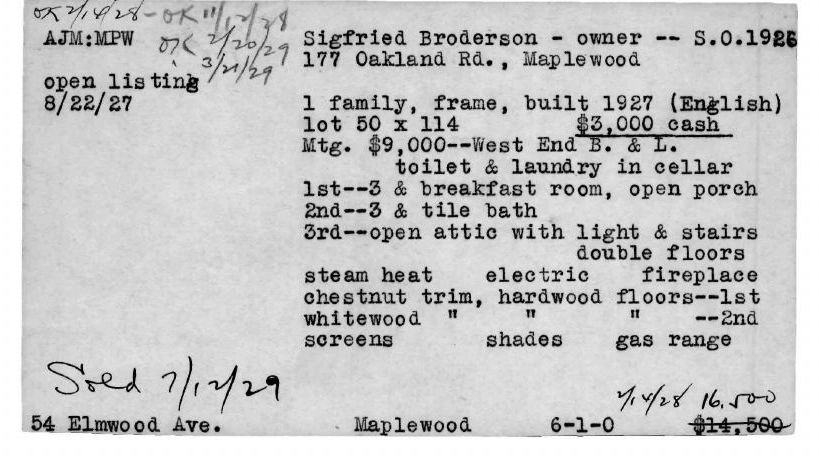 OK 2/14/28 - OK 11/12/28
OK 2/20/29
3/21/29
AJM:MPW
open listing
8/22/27
Sigfried Broderson - owner -- S.O.1926
177 Oakland Rd., Maplewood
1 family, frame, built 1927 (English)
lot 50 x 114 $3,000 cash
Mtg. $9,000--West End B. & L.
toilet & laundry in cellar
1st--3 & breakfast room, open porch
2nd--3 & tile bath
3rd--open attic with light & stairs
double floors
steam heat electric fireplace
chestnut trim, hardwood floors--1st
whitewood " " " --2nd
screens shades gas range
Sold 7/12/29
2/14/28 16,500
54 Elmwood Ave. Maplewood 6-1-0 $14,500